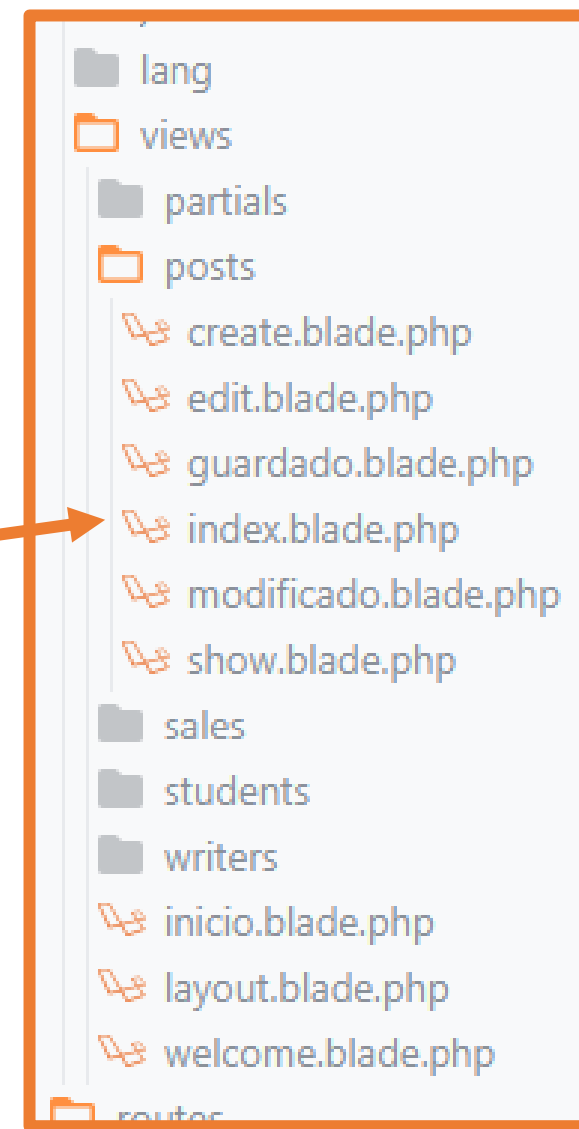 lang
views
partials
posts
create.blade.php
edit.blade.php
guardado.blade.php
index.blade.php
modificado.blade.php
show.blade.php
sales
students
writers
inicio.blade.php
layout.blade.php
welcome.blade.php
routes